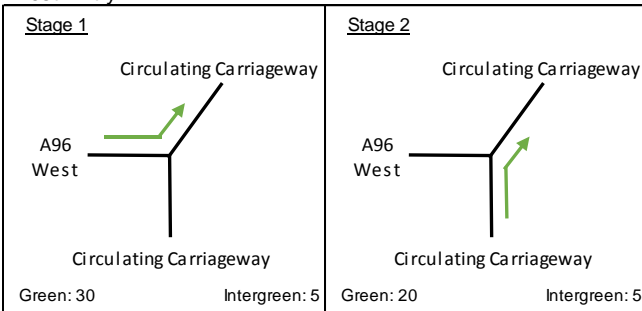 Stage 1
Circulating Carriageway
A96
West
Circulating Carriageway
Green: 30
Intergreen: 5
Stage 2
Circulating Carriageway
A96
West
Circulating Carriageway
Green: 20
Intergreen: 5